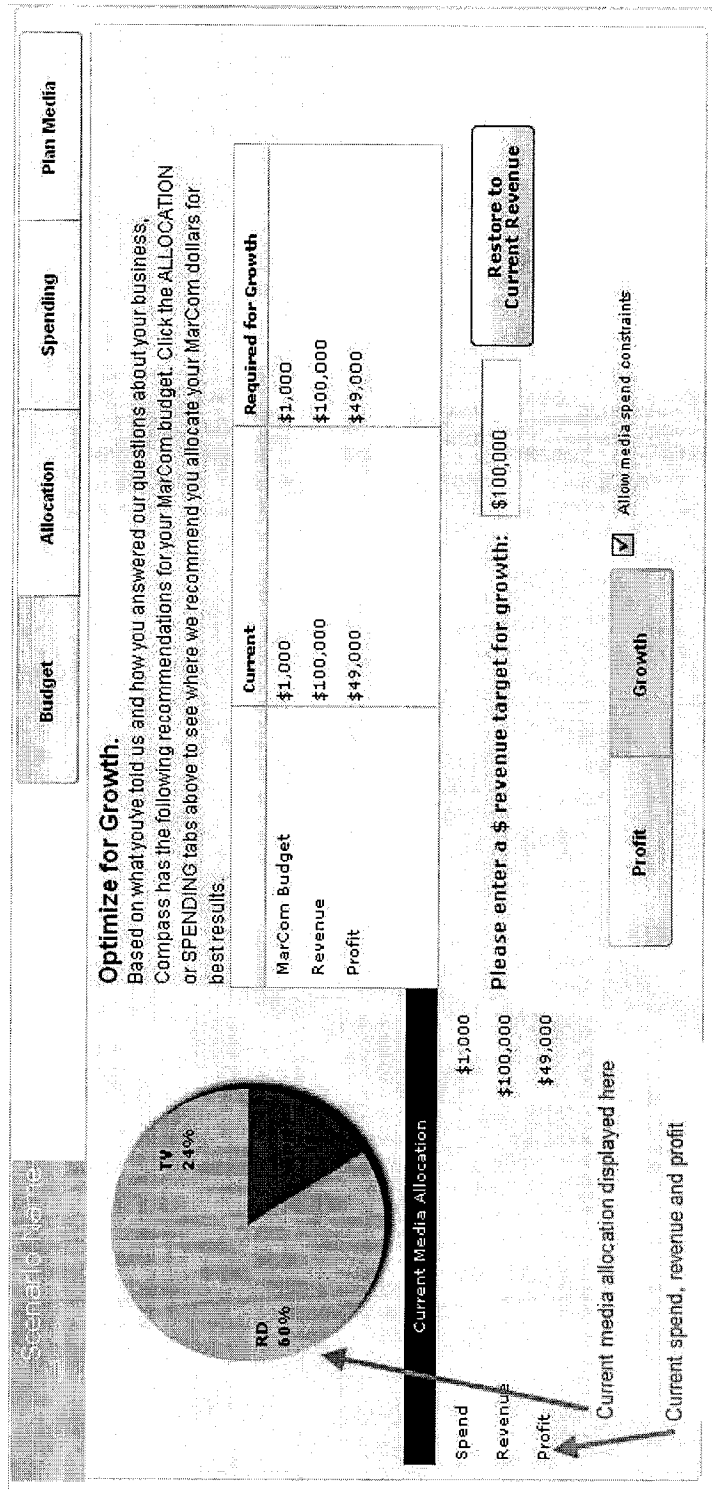 Scenario Name
Budget
Allocation
Spending
Plan Media
TV
24%
RD
60%
Current Media Allocation
Spend $1,000
Revenue $100,000
Profit $49,000
Current media allocation displayed here
Current spend, revenue and profit
Optimize for Growth.
Based on what you've told us and how you answered our questions about your business,
Compass has the following recommendations for your MarCom budget. Click the ALLOCATION
or SPENDING tabs above to see where we recommend you allocate your MarCom dollars for
best results.
Current Required for Growth
MarCom Budget $1,000 $1,000
Revenue $100,000 $100,000
Profit $49,000 $49,000
Please enter a $ revenue target for growth: $100,000
Restore to
Current Revenue
Profit
Growth
Allow media spend constraints